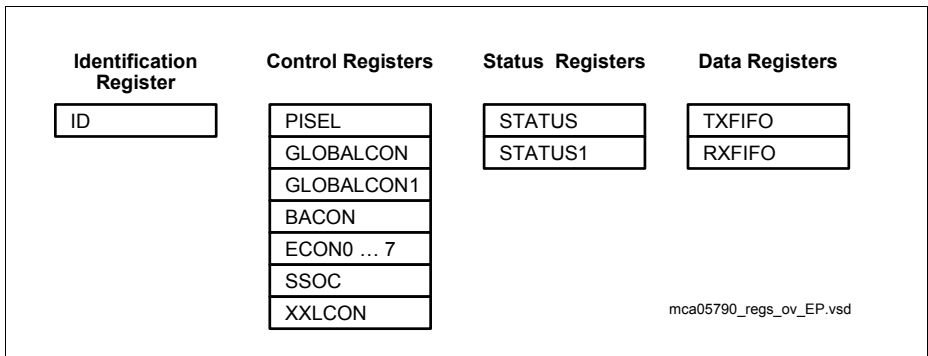 Identification
Register
ID
Control Registers
PISEL
GLOBALCON
GLOBALCON1
BACON
ECON0 … 7
SSOC
XXLCON
Status Registers
STATUS
STATUS1
Data Registers
TXFIFO
RXFIFO
mca05790_regs_ov_EP.vsd